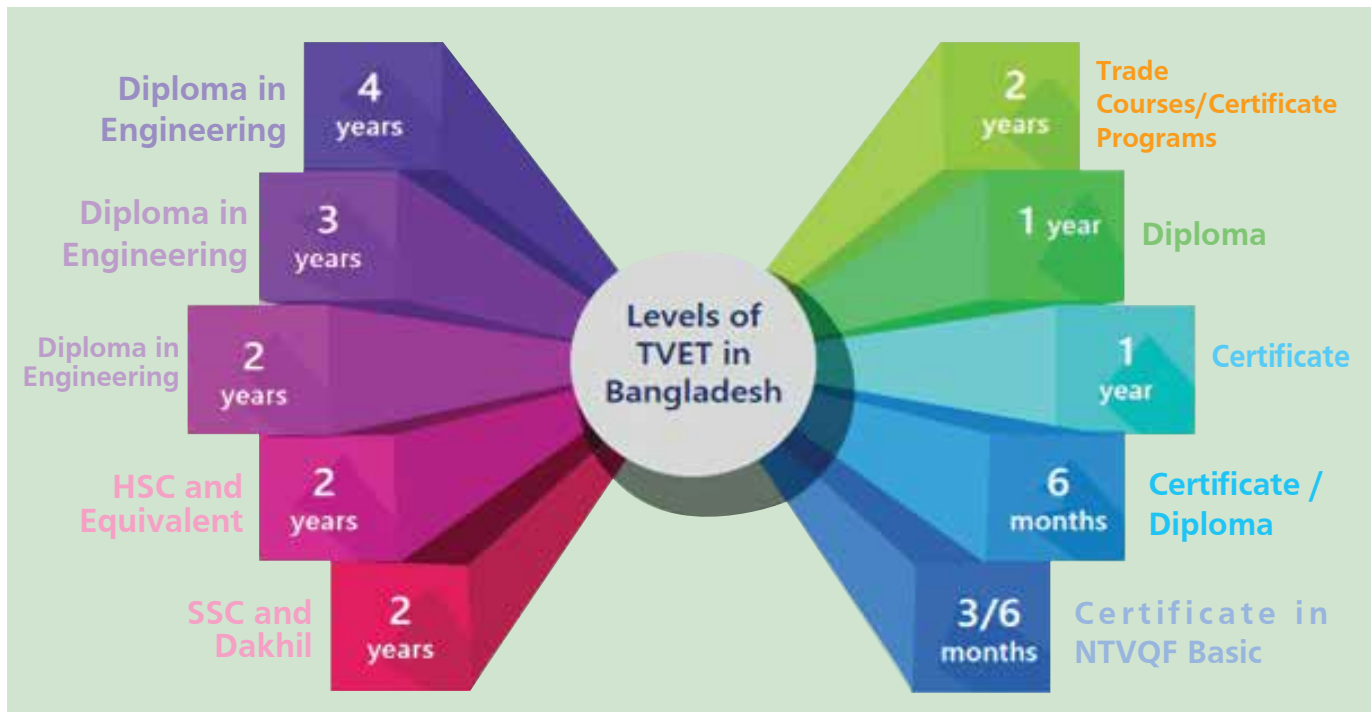 Diploma in
Engineering
4
years
Diploma in
Engineering
3
years
Diploma in
Engineering
2
years
HSC and
Equivalent
2
years
SSC and
Dakhil
2
years
Levels of
TVET in
Bangladesh
2
years
Trade
Courses/Certificate
Programs
1 year
Diploma
1
year
Certificate
6
months
Certificate /
Diploma
3/6
months
Certificate in
NTVQF Basic